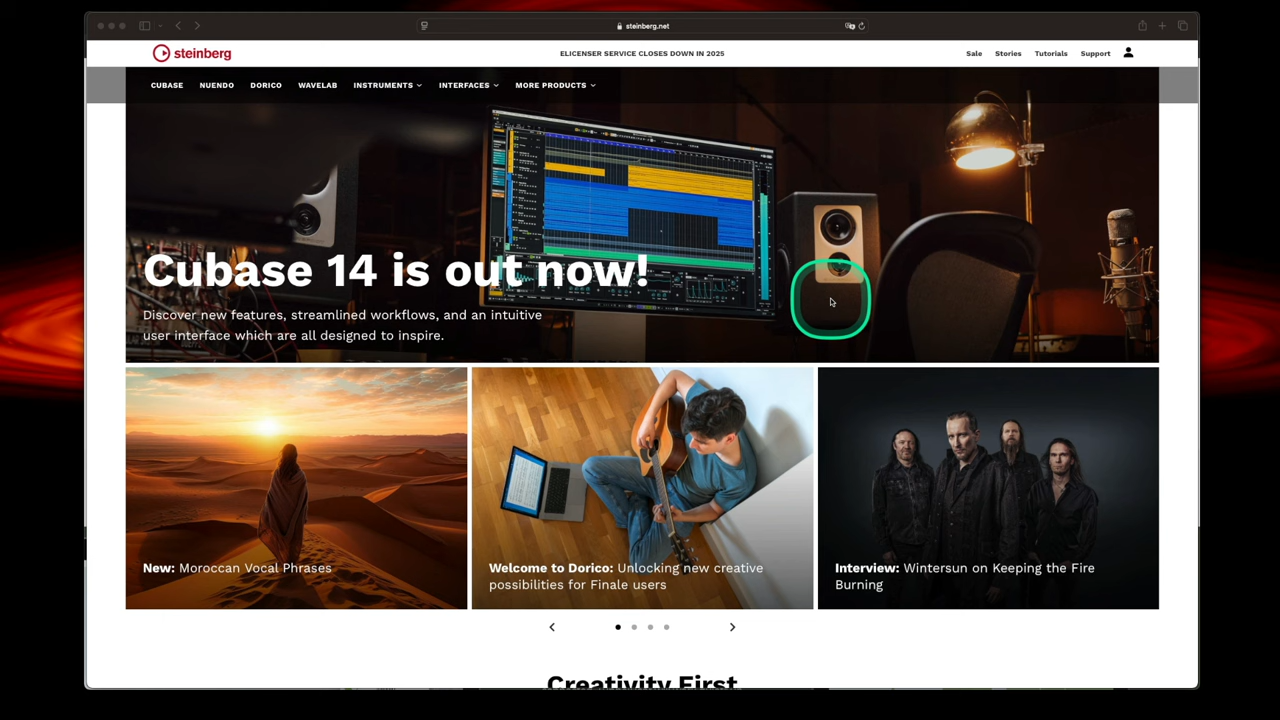 steinberg.net
steinberg
ELICENSER SERVICE CLOSES DOWN IN 2025
Sale
Stories
Tutorials
Support
CUBASE
NUENDO
DORICO
WAVELAB
INSTRUMENTS
INTERFACES
MORE PRODUCTS
Cubase 14 is out now!
Discover new features, streamlined workflows, and an intuitive
user interface which are all designed to inspire.
New: Moroccan Vocal Phrases
Welcome to Dorico: Unlocking new creative
possibilities for Finale users
Interview: Wintersun on Keeping the Fire
Burning
Creativity First